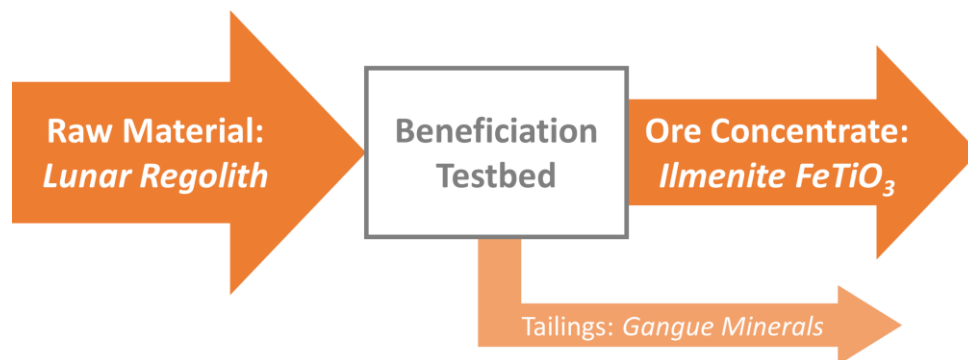 Raw Material:
Lunar Regolith
Beneficiation
Testbed
Ore Concentrate:
Ilmenite FeTiO₃
Tailings: Gangue Minerals